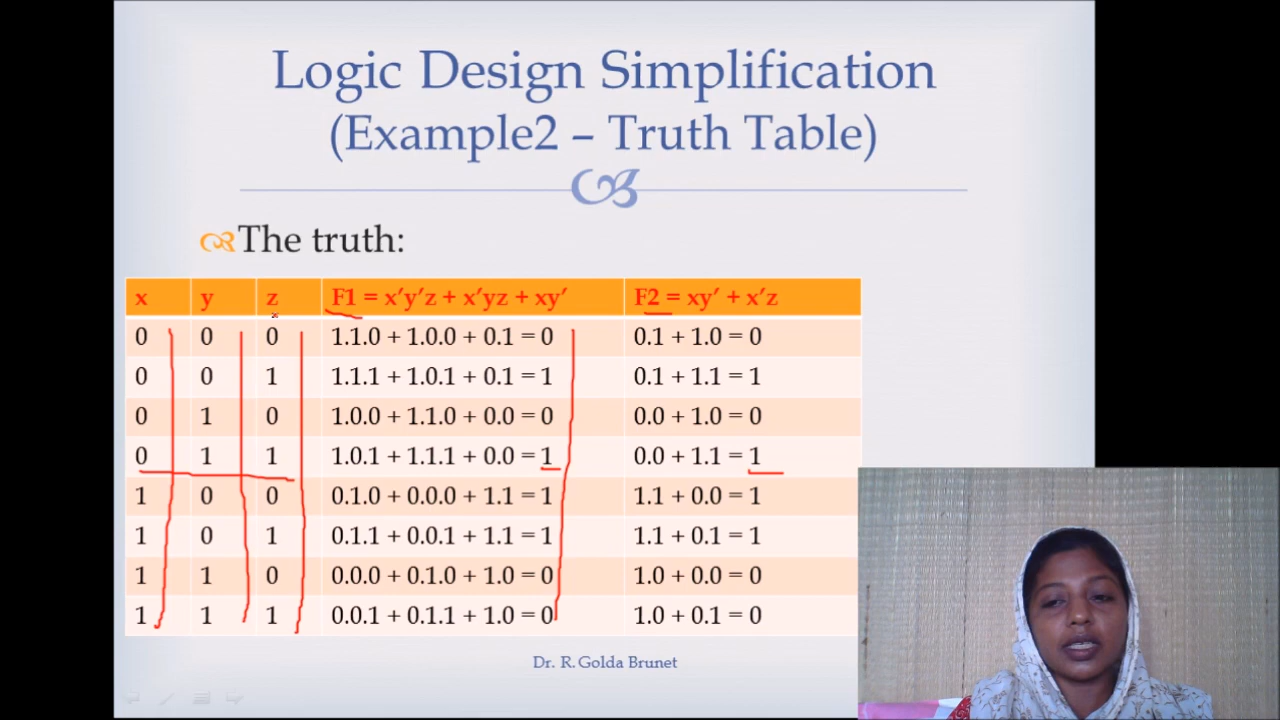 Logic Design Simplification
(Example2 – Truth Table)
The truth:
x y z F1 = x′y′z + x′yz + xy′ F2 = xy′ + x′z
0 0 0 1.1.0 + 1.0.0 + 0.1 = 0 0.1 + 1.0 = 0
0 0 1 1.1.1 + 1.0.1 + 0.1 = 1 0.1 + 1.1 = 1
0 1 0 1.0.0 + 1.1.0 + 0.0 = 0 0.0 + 1.0 = 0
0 1 1 1.0.1 + 1.1.1 + 0.0 = 1 0.0 + 1.1 = 1
1 0 0 0.1.0 + 0.0.0 + 1.1 = 1 1.1 + 0.0 = 1
1 0 1 0.1.1 + 0.0.1 + 1.1 = 1 1.1 + 0.1 = 1
1 1 0 0.0.0 + 0.1.0 + 1.0 = 0 1.0 + 0.0 = 0
1 1 1 0.0.1 + 0.1.1 + 1.0 = 0 1.0 + 0.1 = 0
Dr. R. Golda Brunet